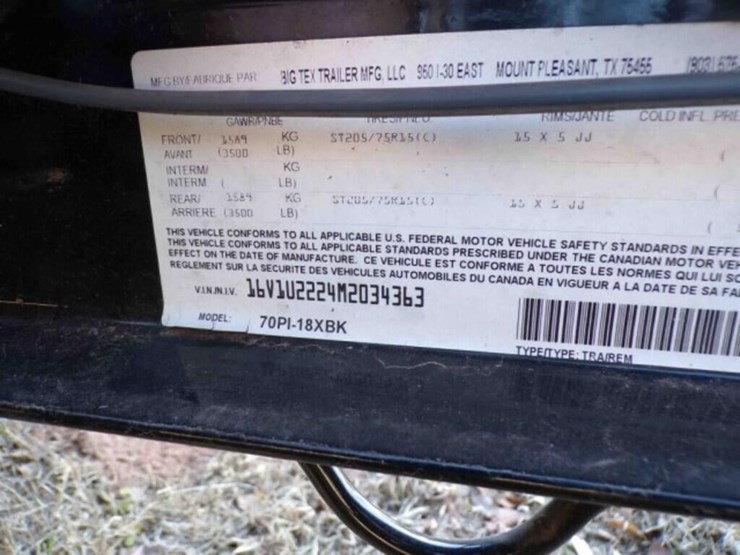 MFG BY/FABRIQUE PAR: BIG TEX TRAILER MFG, LLC 950 I-30 EAST MOUNT PLEASANT, TX 75455 (903) 575-
GAWR/PNBE TIRES/PNEU RIMS/JANTE COLD INFL. PRE
FRONT/ 1589 KG ST205/75R15(C) 15 X 5 JJ
AVANT (3500 LB)
INTERM/ KG
INTERM ( LB)
REAR/ 1589 KG ST205/75R15(C) 15 X 5 JJ
ARRIERE (3500 LB)
THIS VEHICLE CONFORMS TO ALL APPLICABLE U.S. FEDERAL MOTOR VEHICLE SAFETY STANDARDS IN EFFE
THIS VEHICLE CONFORMS TO ALL APPLICABLE STANDARDS PRESCRIBED UNDER THE CANADIAN MOTOR VEH
EFFECT ON THE DATE OF MANUFACTURE. CE VEHICULE EST CONFORME A TOUTES LES NORMES QUI LUI SO
REGLEMENT SUR LA SECURITE DES VEHICULES AUTOMOBILES DU CANADA EN VIGUEUR A LA DATE DE SA FA
V.I.N./N.I.V. 16V1U2224M2034363
MODEL: 70PI-18XBK
TYPE/TYPE: TRA/REM